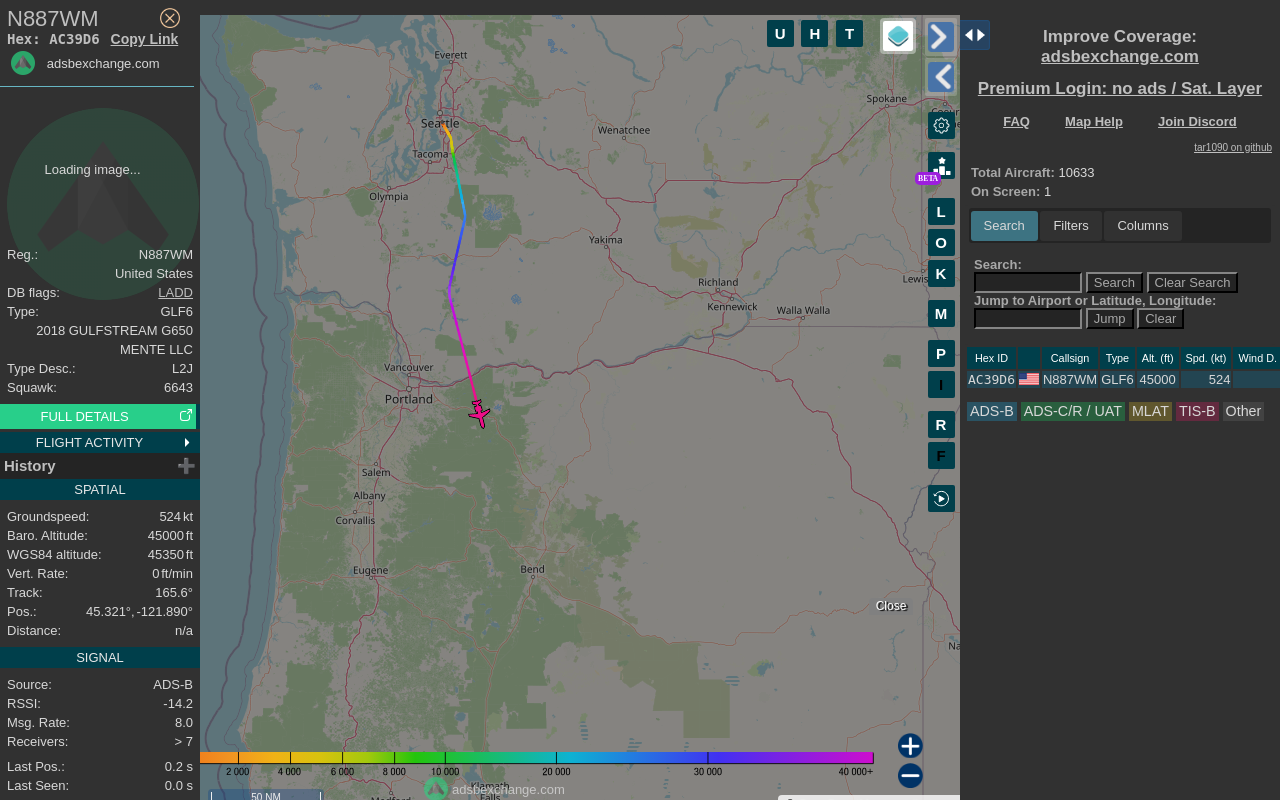 N887WM
Hex: AC39D6 Copy Link
adsbexchange.com
Loading image...
Reg.: N887WM
United States
DB flags: LADD
Type: GLF6
2018 GULFSTREAM G650
MENTE LLC
Type Desc.: L2J
Squawk: 6643
FULL DETAILS
FLIGHT ACTIVITY
History
SPATIAL
Groundspeed: 524 kt
Baro. Altitude: 45000 ft
WGS84 altitude: 45350 ft
Vert. Rate: 0 ft/min
Track: 165.6°
Pos.: 45.321°, -121.890°
Distance: n/a
SIGNAL
Source: ADS-B
RSSI: -14.2
Msg. Rate: 8.0
Receivers: > 7
Last Pos.: 0.2 s
Last Seen: 0.0 s
U H T
Everett
Spokane
Seattle
Wenatchee
Tacoma
BETA
Olympia
L
Yakima
O
K
Richland
Kennewick
Walla Walla
M
P
Vancouver
Portland
I
R
F
Salem
Albany
Corvallis
Eugene
Bend
Close
2 000 4 000 6 000 8 000 10 000 20 000 30 000 40 000+
Klamath
Falls
adsbexchange.com
Medford
50 NM
Improve Coverage:
adsbexchange.com
Premium Login: no ads / Sat. Layer
FAQ Map Help Join Discord
tar1090 on github
Total Aircraft: 10633
On Screen: 1
Search Filters Columns
Search:
Search Clear Search
Jump to Airport or Latitude, Longitude:
Jump Clear
Hex ID Callsign Type Alt. (ft) Spd. (kt) Wind D.
AC39D6 N887WM GLF6 45000 524
ADS-B ADS-C/R / UAT MLAT TIS-B Other